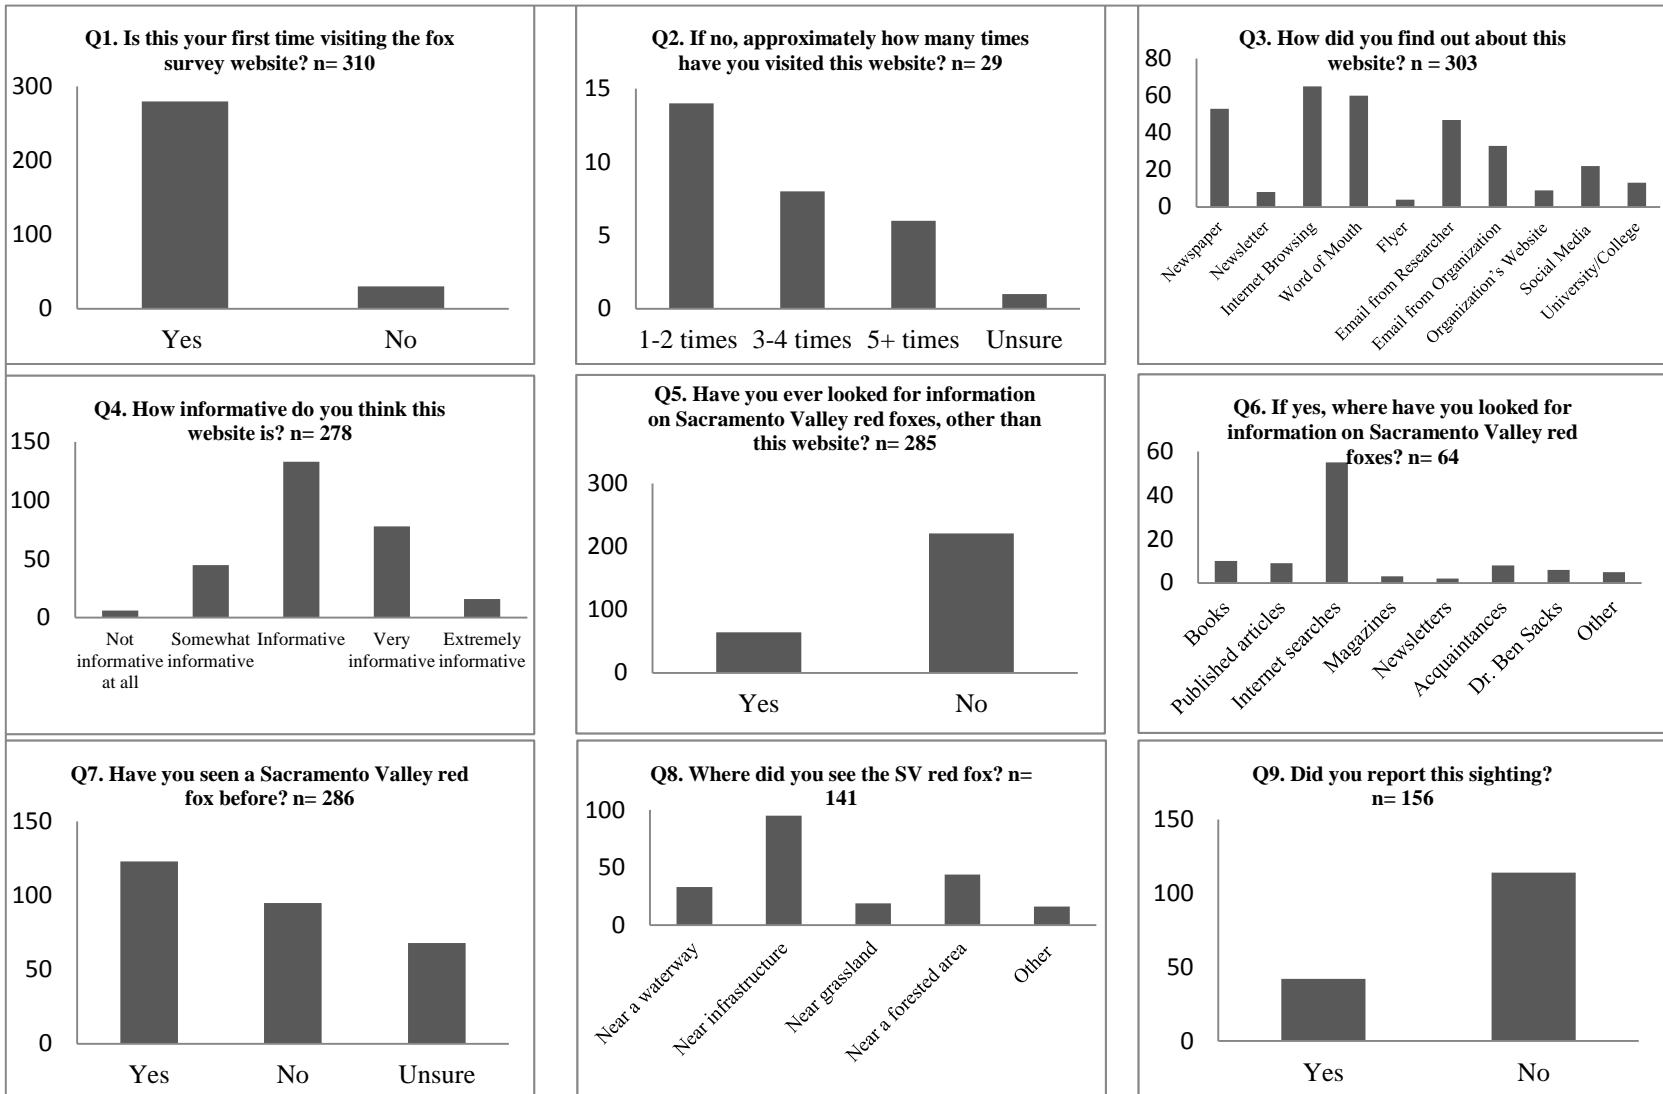 Q1. Is this your first time visiting the fox
survey website? n= 310
300
200
100
0
Yes
No
Q2. If no, approximately how many times
have you visited this website? n= 29
15
10
5
0
1-2 times
3-4 times
5+ times
Unsure
Q3. How did you find out about this
website? n = 303
80
60
40
20
0
Newspaper
Newsletter
Internet Browsing
Word of Mouth
Flyer
Email from Researcher
Email from Organization
Organization's Website
Social Media
University/College
Q4. How informative do you think this
website is? n= 278
150
100
50
0
Not
informative
at all
Somewhat
informative
Informative
Very
informative
Extremely
informative
Q5. Have you ever looked for information
on Sacramento Valley red foxes, other than
this website? n= 285
300
200
100
0
Yes
No
Q6. If yes, where have you looked for
information on Sacramento Valley red
foxes? n= 64
60
40
20
0
Books
Published articles
Internet searches
Magazines
Newsletters
Acquaintances
Dr. Ben Sacks
Other
Q7. Have you seen a Sacramento Valley red
fox before? n= 286
150
100
50
0
Yes
No
Unsure
Q8. Where did you see the SV red fox? n=
141
100
50
0
Near a waterway
Near infrastructure
Near grassland
Near a forested area
Other
Q9. Did you report this sighting?
n= 156
150
100
50
0
Yes
No